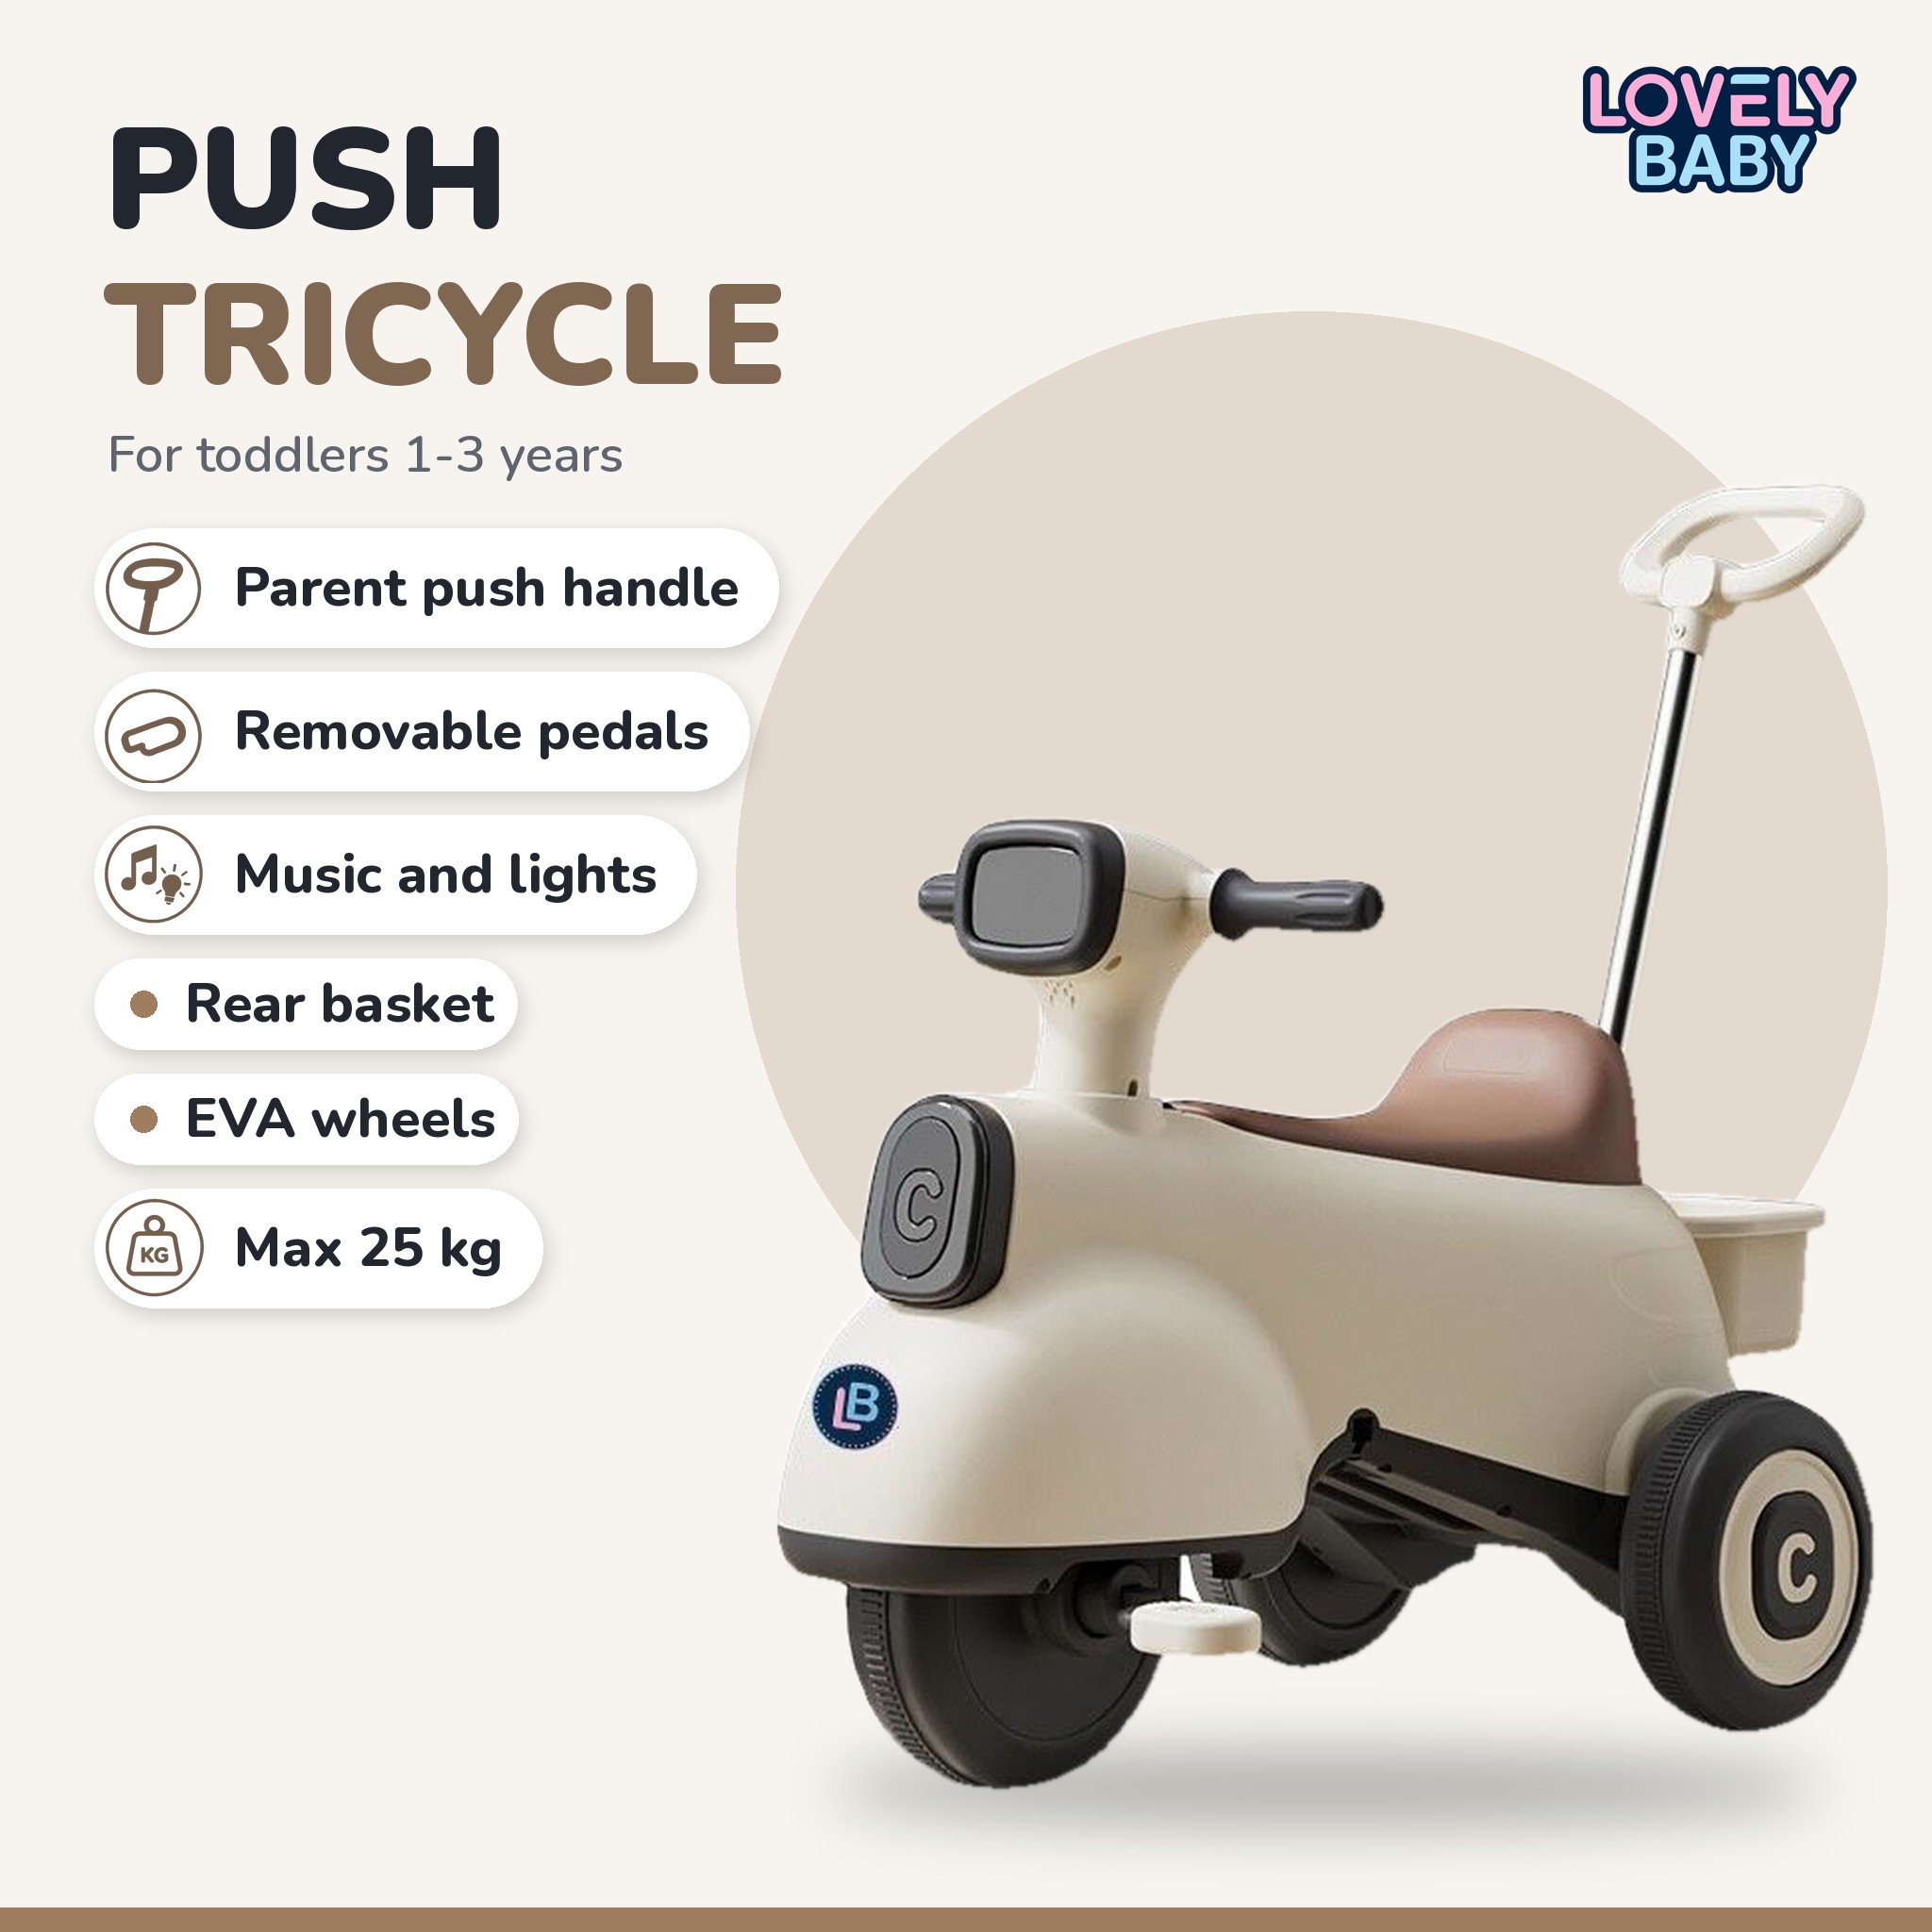 LOVELY
BABY
PUSH
TRICYCLE
For toddlers 1-3 years
Parent push handle
Removable pedals
Music and lights
Rear basket
EVA wheels
KG
Max 25 kg
C
LB
C